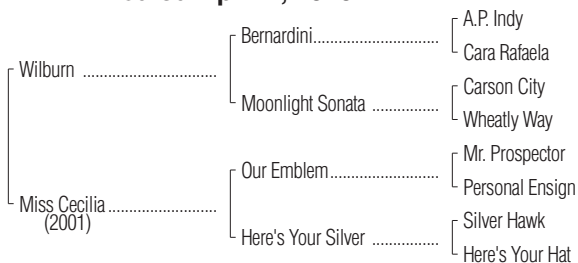 A.P. Indy
Bernardini
Cara Rafaela
Wilburn
Carson City
Moonlight Sonata
Wheatly Way
Mr. Prospector
Our Emblem
Personal Ensign
Miss Cecilia
(2001)
Silver Hawk
Here's Your Silver
Here's Your Hat